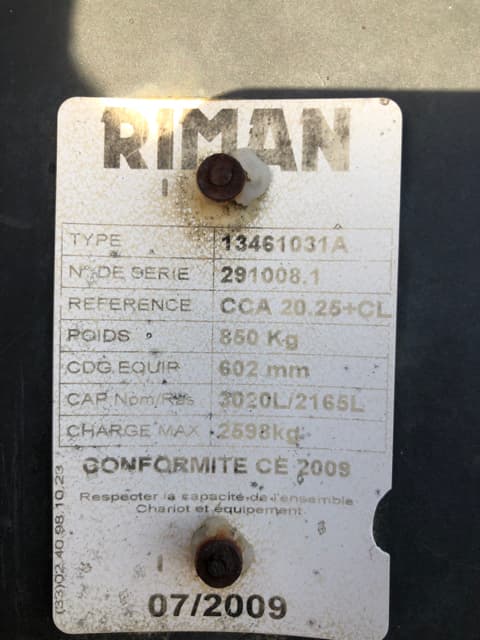 RIMAN
TYPE 13461031A
N° DE SERIE 291008.1
REFERENCE CCA 20.25+CL
POIDS 850 Kg
CDG EQUIP 602 mm
CAP Nom/Ras 3020L/2165L
CHARGE MAX 2598kg
CONFORMITE CE 2009
Respecter la capacité de l'ensemble
Chariot et équipement
07/2009
(33)02.40.98.10.23